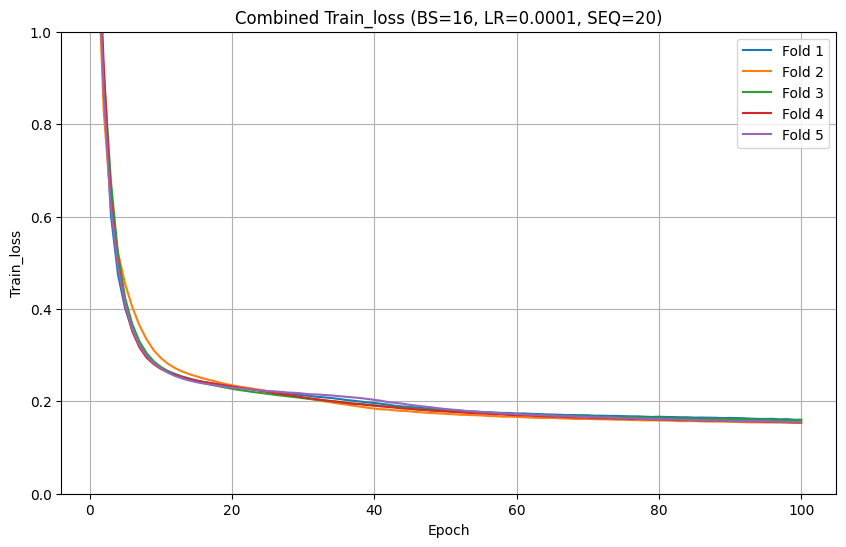 Combined Train_loss (BS=16, LR=0.0001, SEQ=20)
Fold 1
Fold 2
Fold 3
Fold 4
Fold 5
Train_loss
1.0
0.8
0.6
0.4
0.2
0.0
0 20 40 60 80 100
Epoch